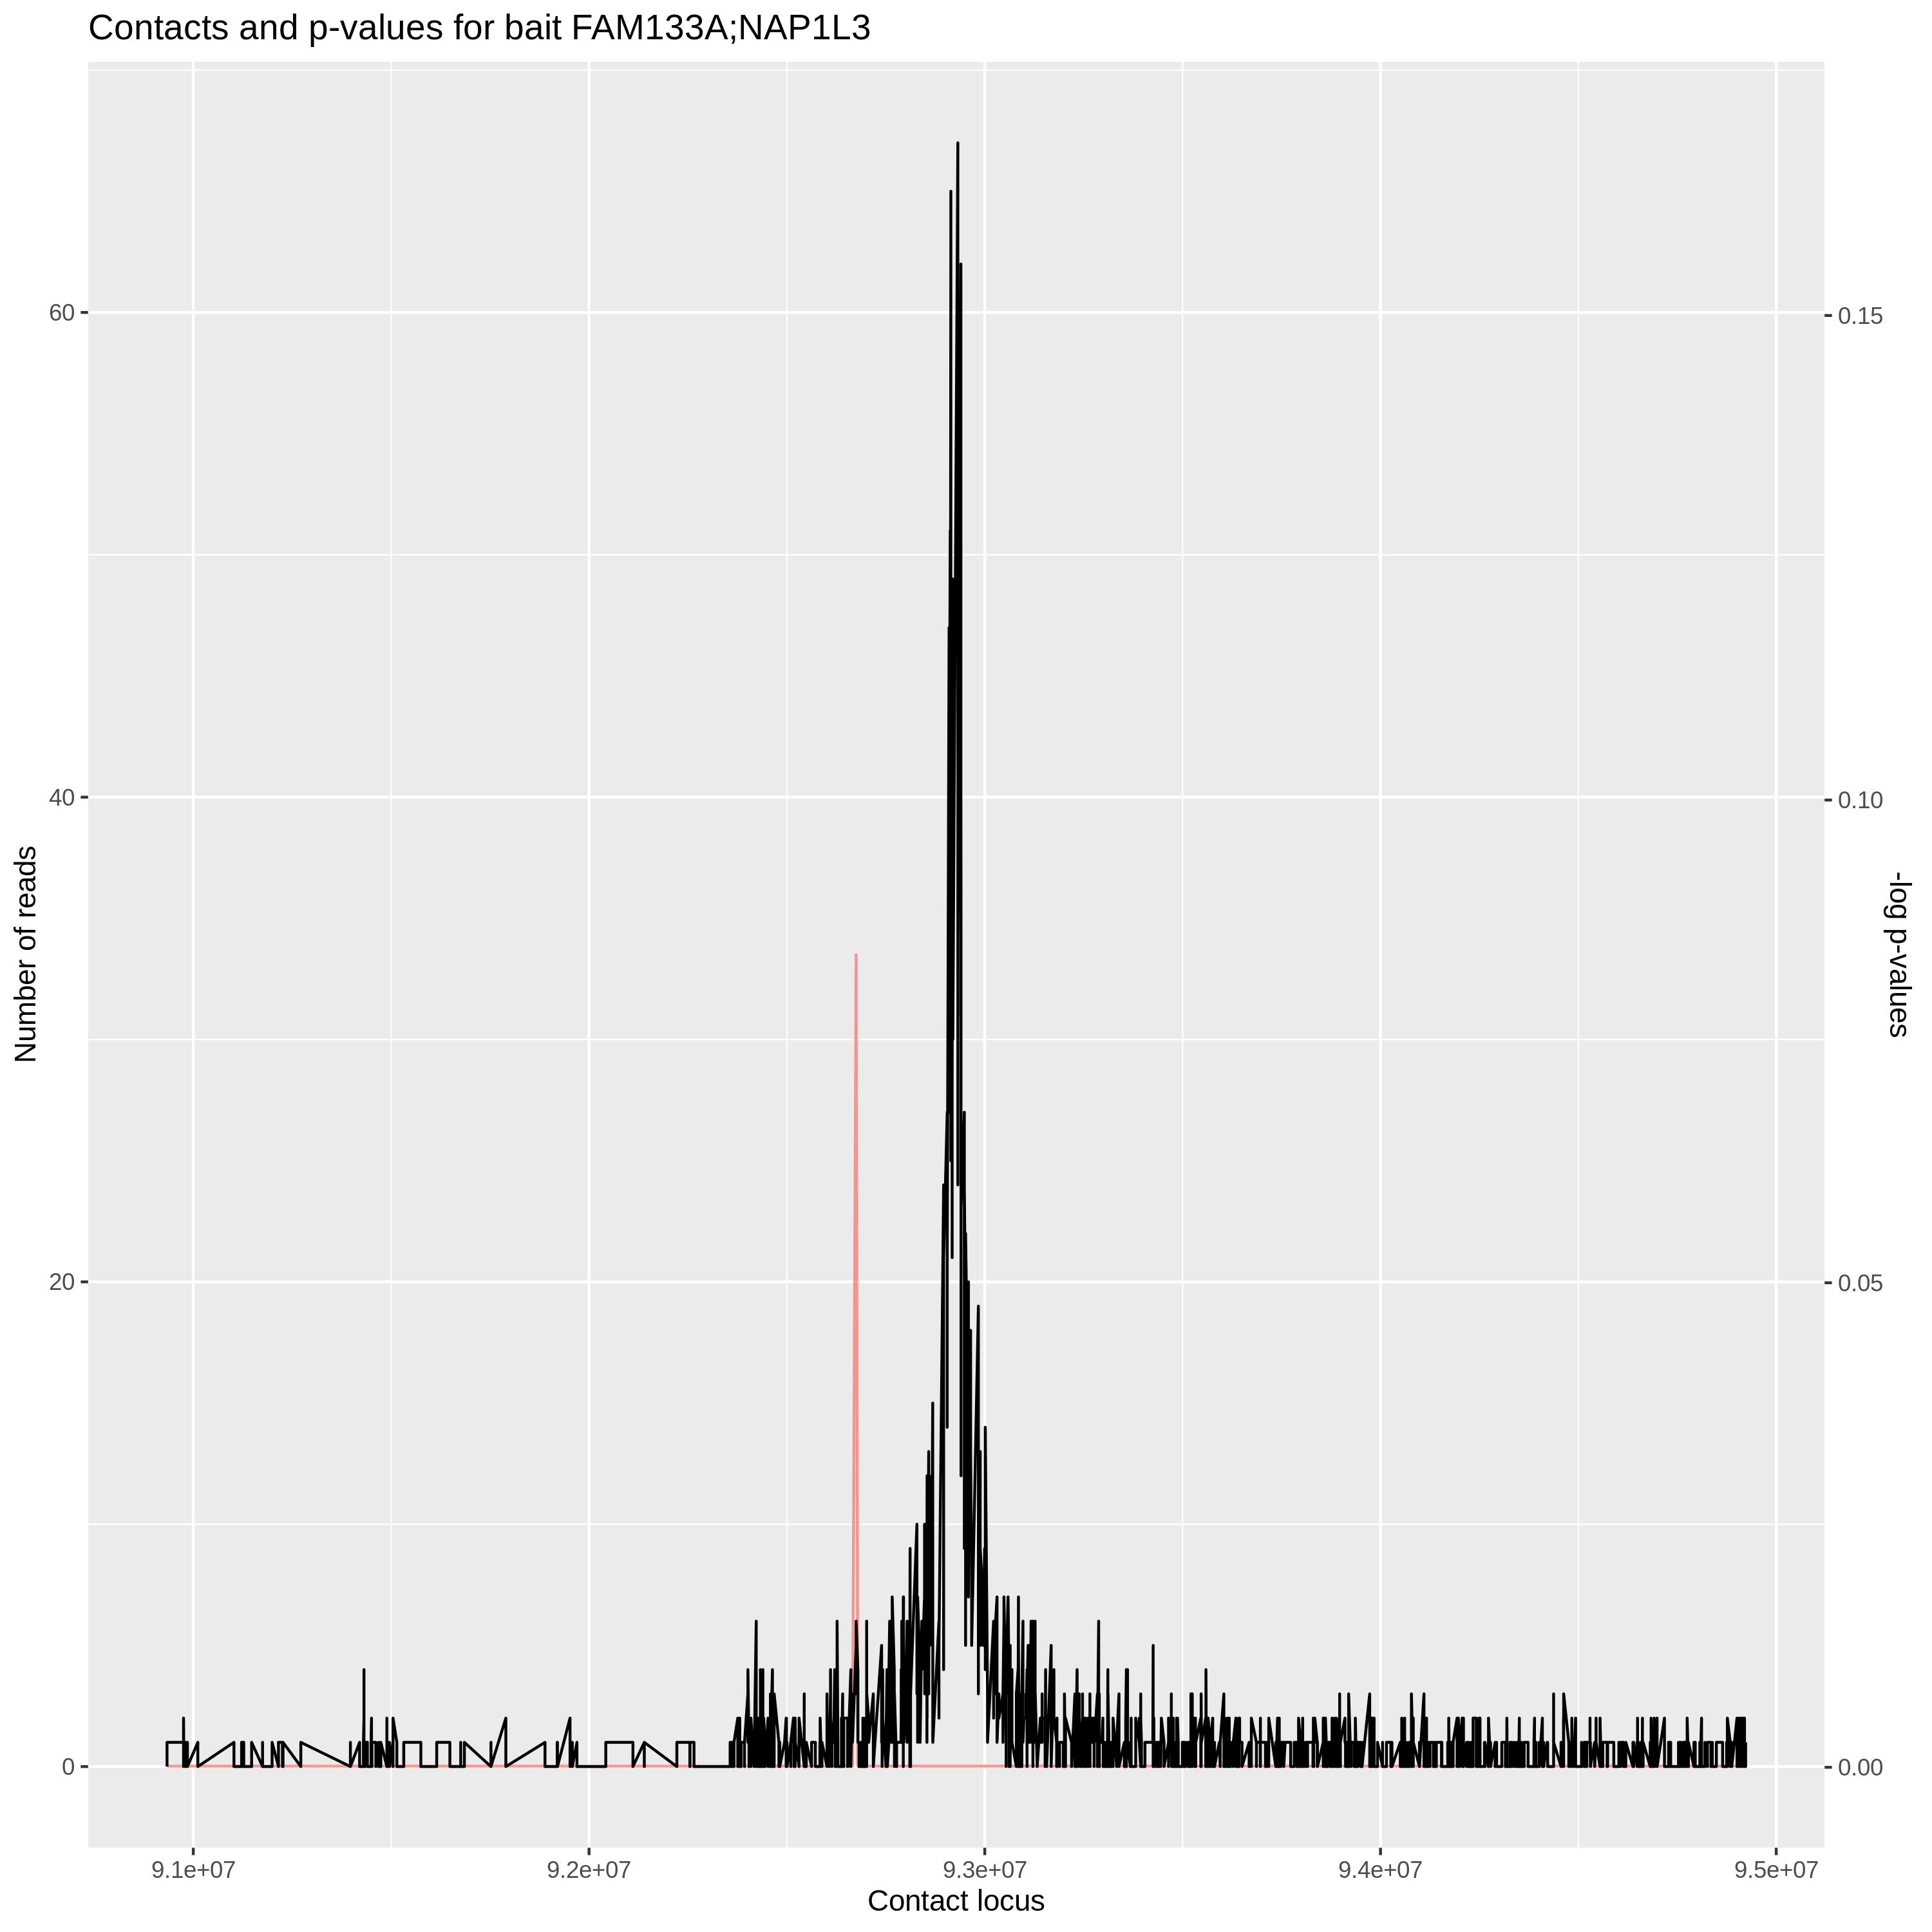 Contacts and p-values for bait FAM133A;NAP1L3
Number of reads
60
40
20
0
0.15
0.10
0.05
0.00
-log p-values
9.1e+07 9.2e+07 9.3e+07 9.4e+07 9.5e+07
Contact locus